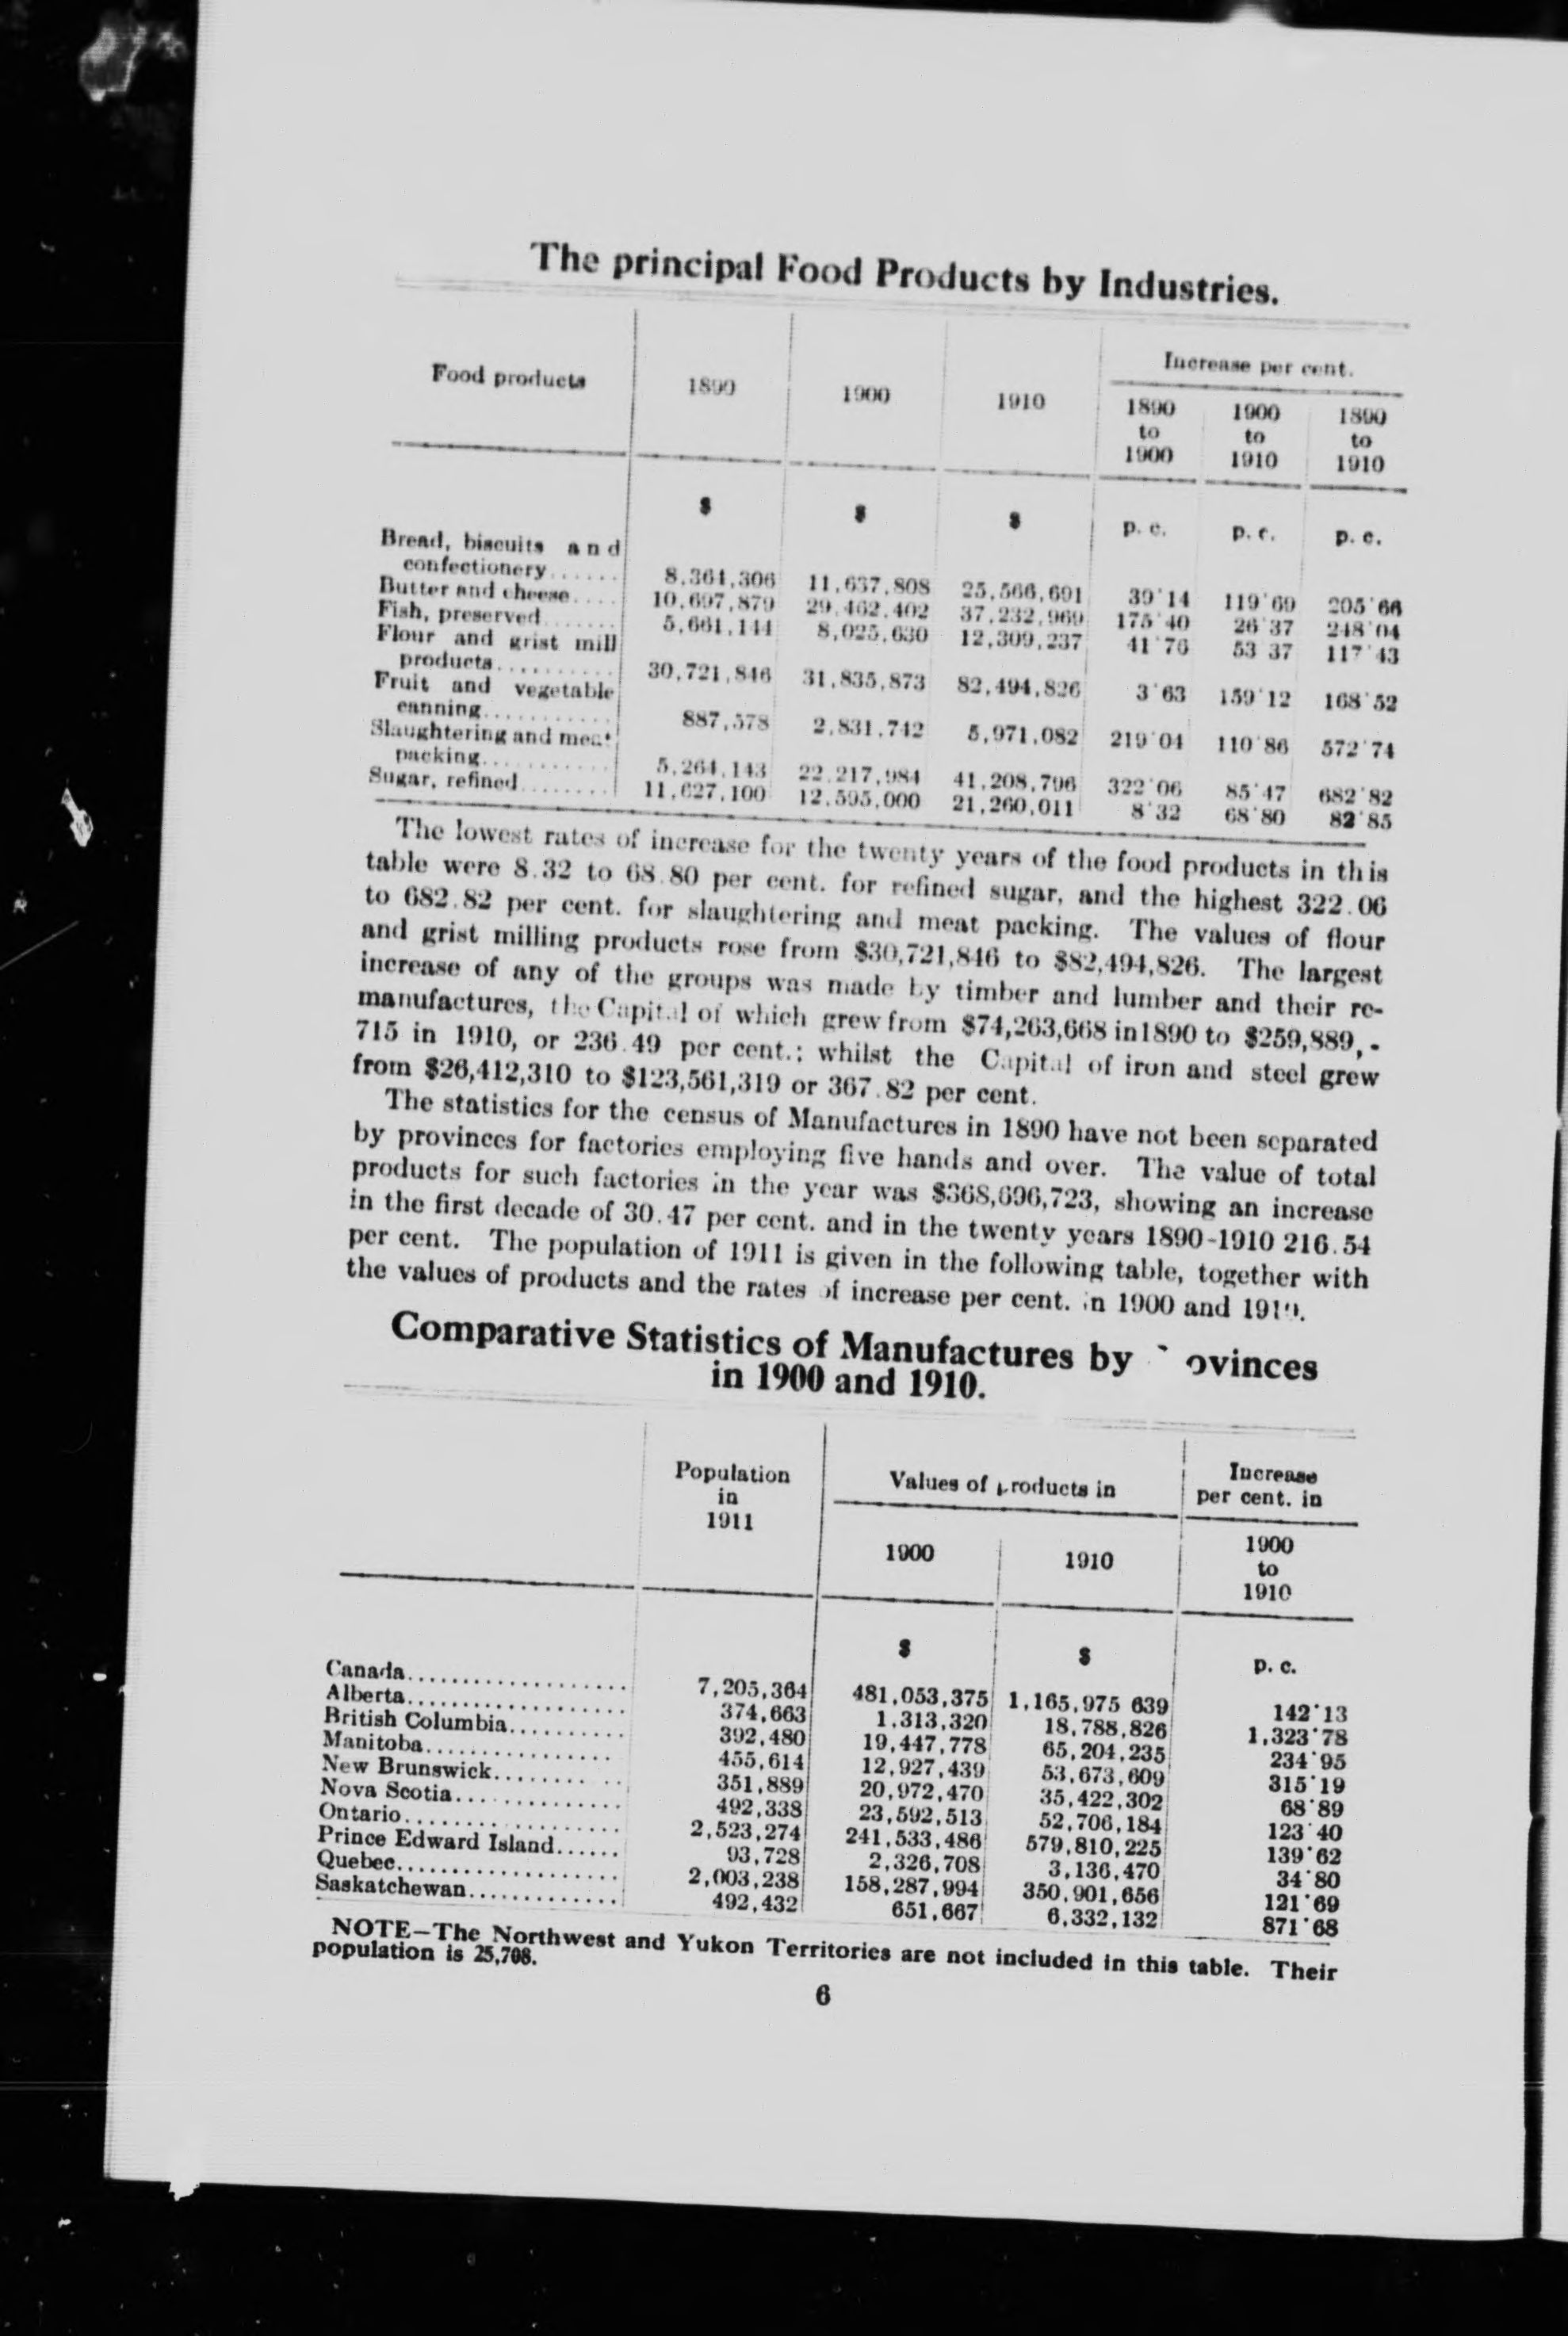 The principal Food Products by Industries.
Food products 1890 1900 1910 Increase per cent.
1890 to 1900 1900 to 1910 1890 to 1910
$ $ $ p. c. p. c. p. c.
Bread, biscuits and
confectionery...... 8,361,306 11,637,808 25,566,691 39·14 119·69 205·66
Butter and cheese.... 10,697,879 29,462,402 37,232,969 175·40 26·37 248·04
Fish, preserved....... 5,661,144 8,025,630 12,309,237 41·76 53 37 117·43
Flour and grist mill
products.......... 30,721,846 31,835,873 82,494,826 3·63 159·12 168·52
Fruit and vegetable
canning........... 887,578 2,831,742 5,971,082 219·04 110·86 572·74
Slaughtering and meat
packing........... 5,264,143 22,217,984 41,208,796 322·06 85·47 682·82
Sugar, refined........ 11,627,100 12,595,000 21,260,011 8·32 68·80 82·85
The lowest rates of increase for the twenty years of the food products in this
table were 8.32 to 68.80 per cent. for refined sugar, and the highest 322.06
to 682.82 per cent. for slaughtering and meat packing. The values of flour
and grist milling products rose from $30,721,846 to $82,494,826. The largest
increase of any of the groups was made by timber and lumber and their re-
manufactures, the Capital of which grew from $74,263,668 in 1890 to $259,889,-
715 in 1910, or 236.49 per cent.; whilst the Capital of iron and steel grew
from $26,412,310 to $123,561,319 or 367.82 per cent.
The statistics for the census of Manufactures in 1890 have not been separated
by provinces for factories employing five hands and over. The value of total
products for such factories in the year was $368,696,723, showing an increase
in the first decade of 30.47 per cent. and in the twenty years 1890-1910 216.54
per cent. The population of 1911 is given in the following table, together with
the values of products and the rates of increase per cent. in 1900 and 1910.
Comparative Statistics of Manufactures by ovinces
in 1900 and 1910.
Population in 1911 Values of products in Increase per cent. in
1900 1910 1900 to 1910
$ $ p. c.
Canada.................... 7,205,364 481,053,375 1,165,975 639 142·13
Alberta.................... 374,663 1,313,320 18,788,826 1,323·78
British Columbia........... 392,480 19,447,778 65,204,235 234·95
Manitoba................. 455,614 12,927,439 53,673,609 315·19
New Brunswick......... .. 351,889 20,972,470 35,422,302 68·89
Nova Scotia............... 492,338 23,592,513 52,706,184 123 40
Ontario.................... 2,523,274 241,533,486 579,810,225 139·62
Prince Edward Island...... 93,728 2,326,708 3,136,470 34·80
Quebec.................... 2,003,238 158,287,994 350,901,656 121·69
Saskatchewan............. 492,432 651,667 6,332,132 871·68
NOTE—The Northwest and Yukon Territories are not included in this table. Their
population is 25,708.
6